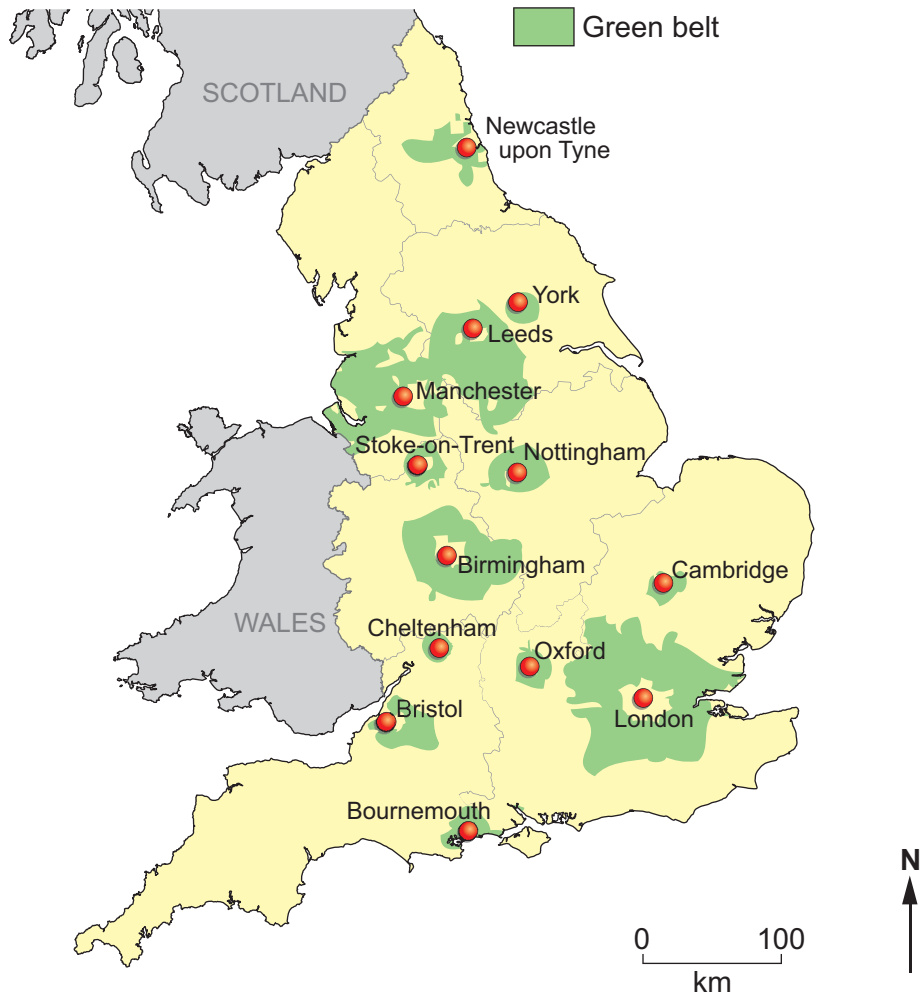 Green belt
SCOTLAND
Newcastle
upon Tyne
York
Leeds
Manchester
Stoke-on-Trent
Nottingham
Birmingham
Cambridge
WALES
Cheltenham
Oxford
Bristol
London
Bournemouth
N
0 100
km